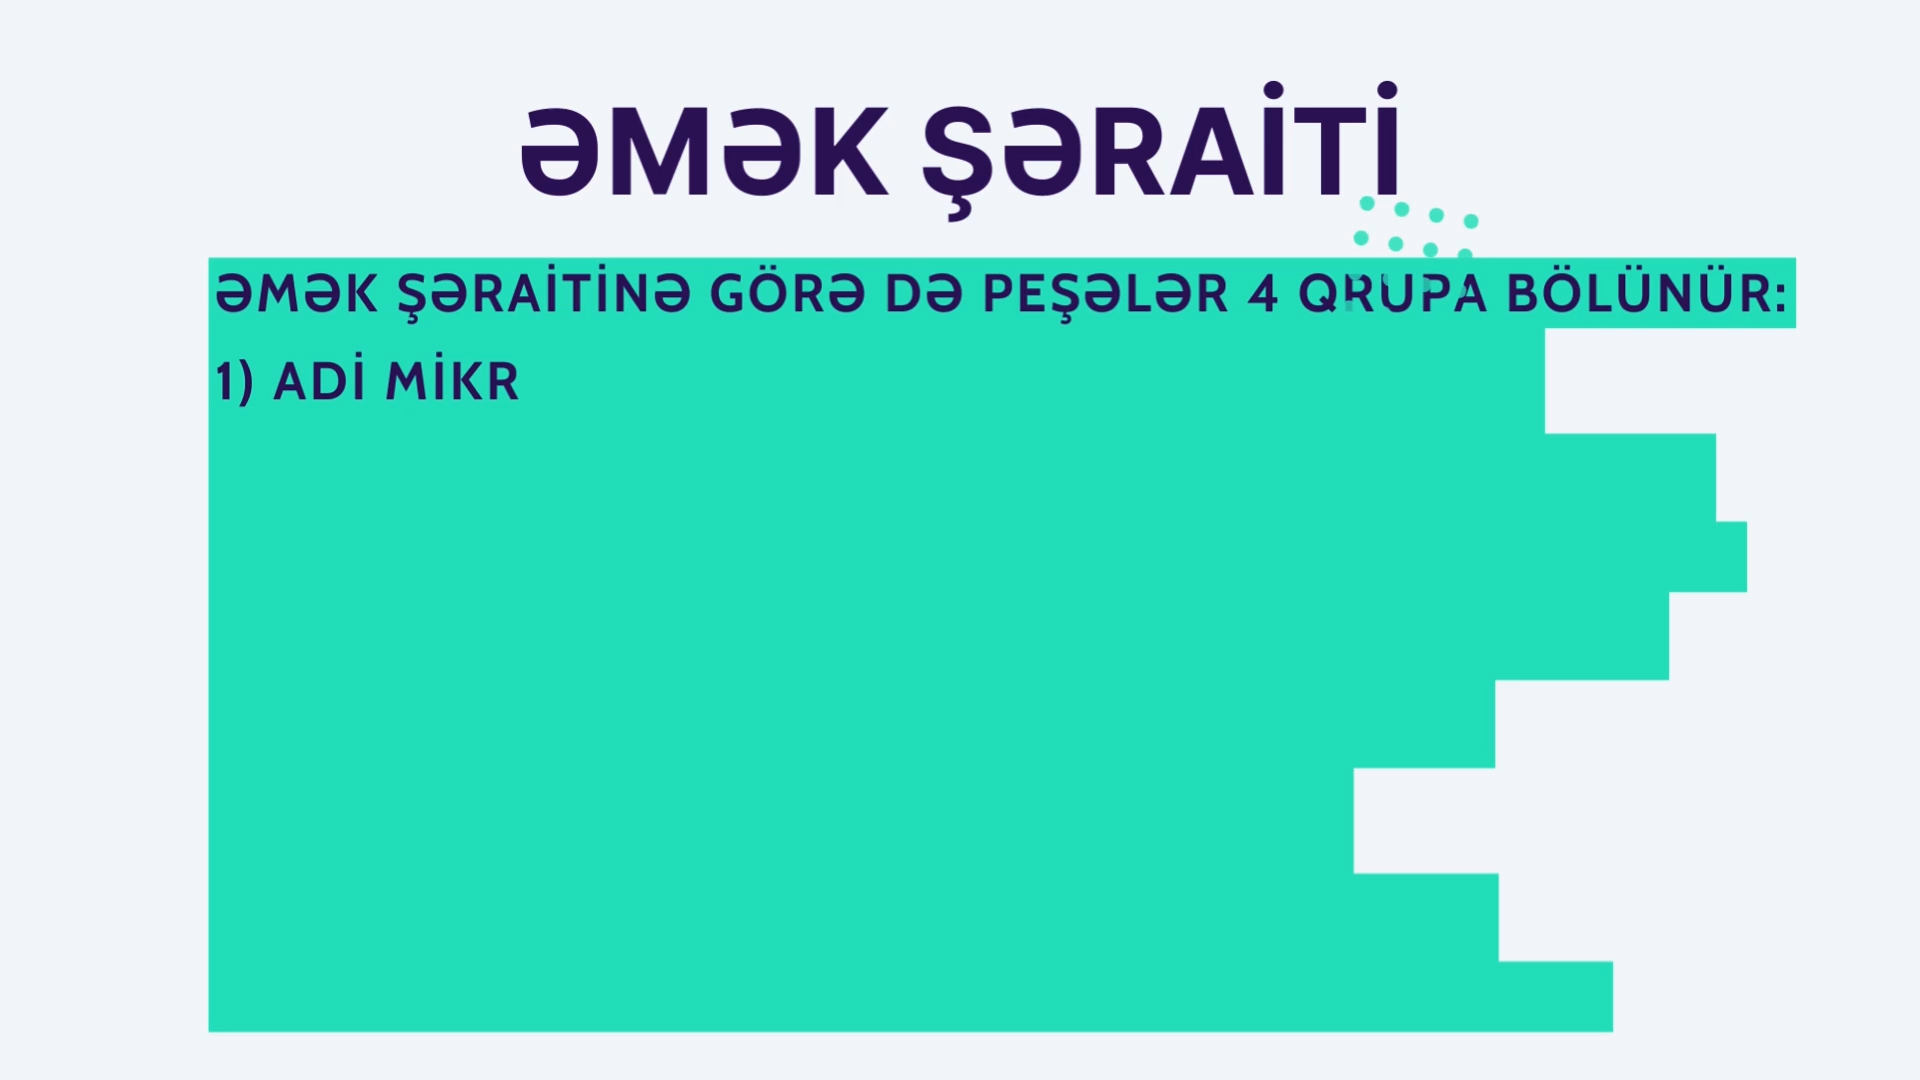 ƏMƏK ŞƏRAİTİ
ƏMƏK ŞƏRAİTİNƏ GÖRƏ DƏ PEŞƏLƏR 4 QRUPA BÖLÜNÜR:
1) ADİ MİKR